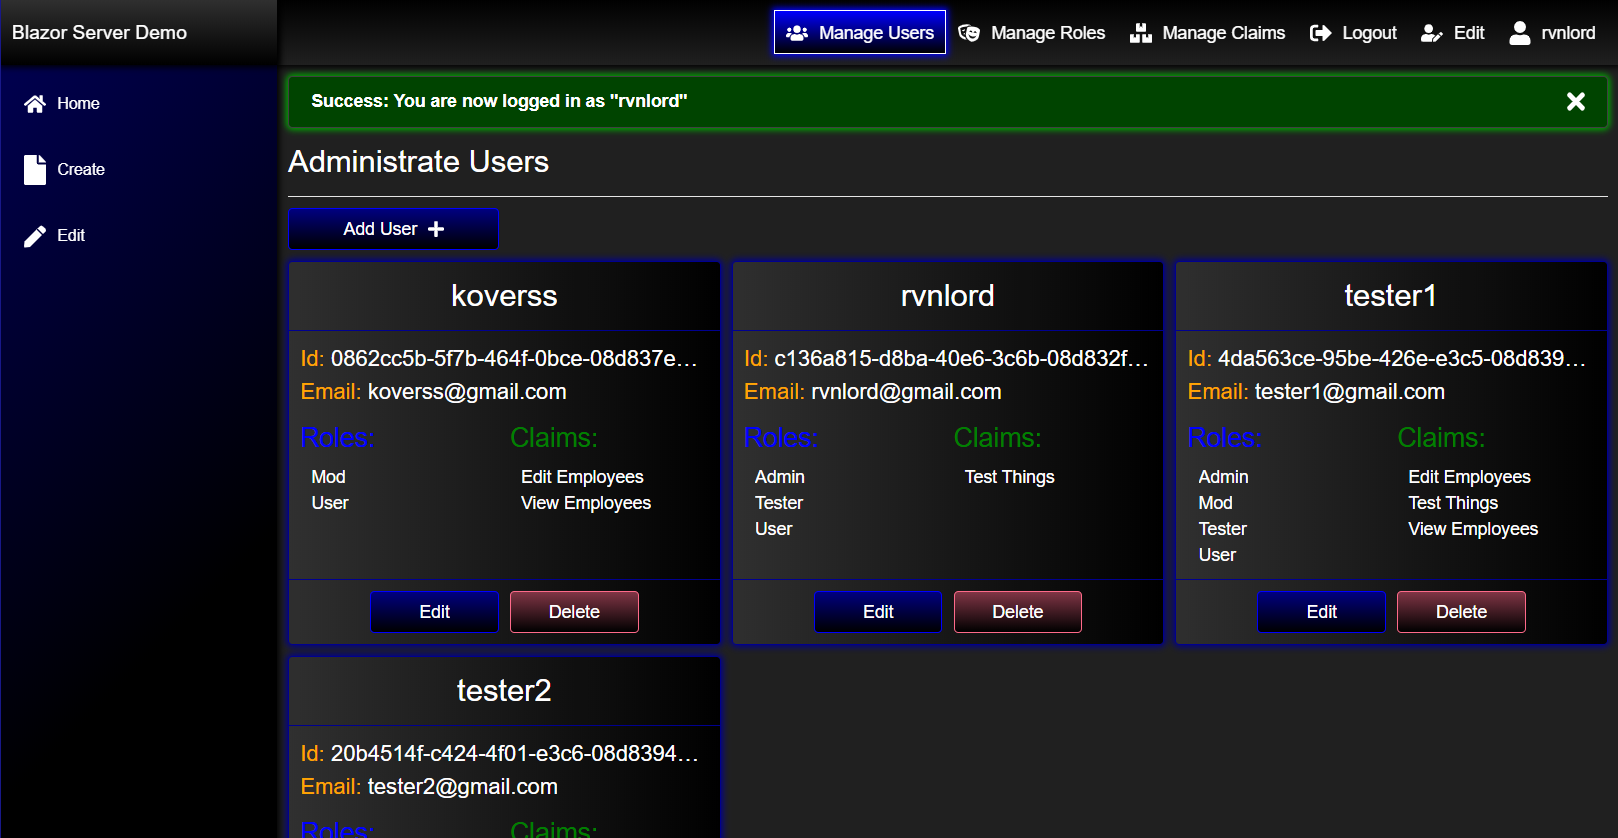 Blazor Server Demo
Manage Users
Manage Roles
Manage Claims
Logout
Edit
rvnlord
Home
Create
Edit
Success: You are now logged in as "rvnlord"
Administrate Users
Add User
koverss
Id: 0862cc5b-5f7b-464f-0bce-08d837e...
Email: koverss@gmail.com
Roles:
Mod
User
Claims:
Edit Employees
View Employees
Edit
Delete
rvnlord
Id: c136a815-d8ba-40e6-3c6b-08d832f...
Email: rvnlord@gmail.com
Roles:
Admin
Tester
User
Claims:
Test Things
Edit
Delete
tester1
Id: 4da563ce-95be-426e-e3c5-08d839...
Email: tester1@gmail.com
Roles:
Admin
Mod
Tester
User
Claims:
Edit Employees
Test Things
View Employees
Edit
Delete
tester2
Id: 20b4514f-c424-4f01-e3c6-08d8394...
Email: tester2@gmail.com
Roles:
Claims: